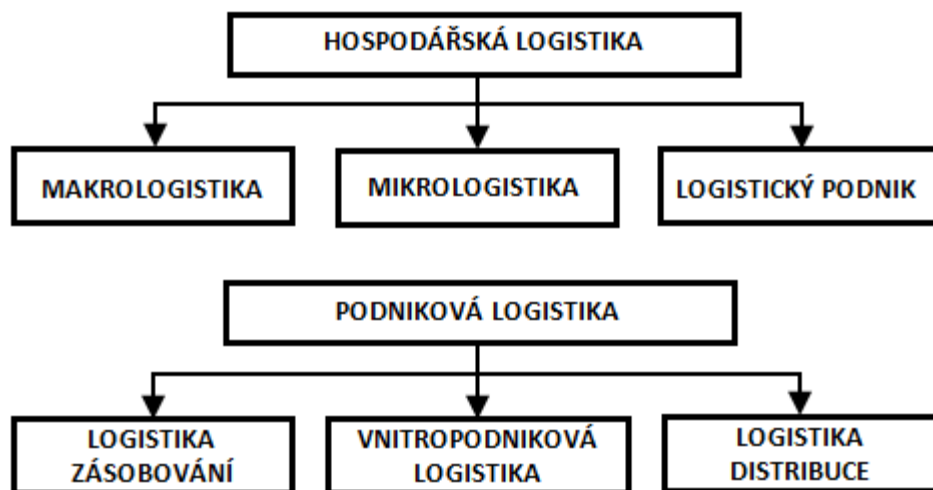 HOSPODÁŘSKÁ LOGISTIKA
MAKROLOGISTIKA
MIKROLOGISTIKA
LOGISTICKÝ PODNIK
PODNIKOVÁ LOGISTIKA
LOGISTIKA
ZÁSOBOVÁNÍ
VNITROPODNIKOVÁ
LOGISTIKA
LOGISTIKA
DISTRIBUCE